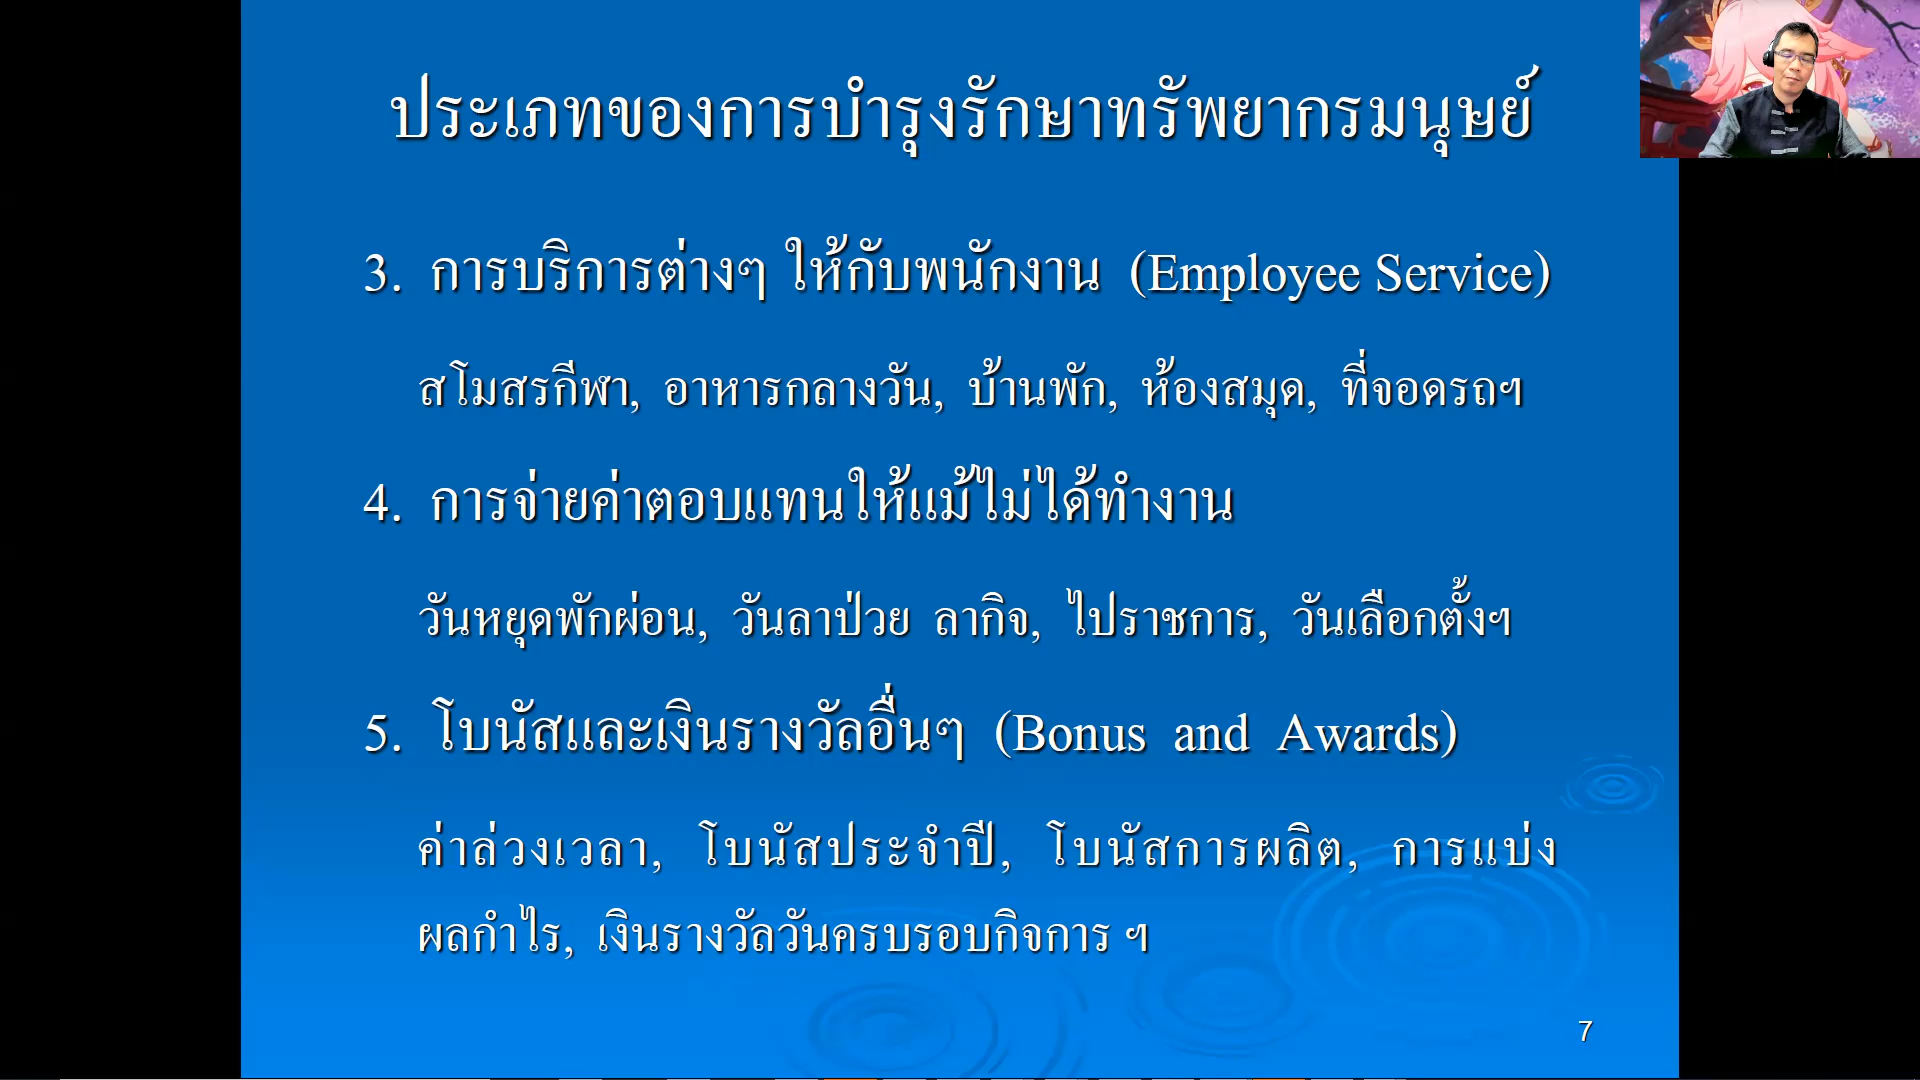 ประเภทของการบำรุงรักษาทรัพยากรมนุษย์
3. การบริการต่างๆ ให้กับพนักงาน (Employee Service)
สโมสรกีฬา, อาหารกลางวัน, บ้านพัก, ห้องสมุด, ที่จอดรถฯ
4. การจ่ายค่าตอบแทนให้แม้ไม่ได้ทำงาน
วันหยุดพักผ่อน, วันลาป่วย ลากิจ, ไปราชการ, วันเลือกตั้งฯ
5. โบนัสและเงินรางวัลอื่นๆ (Bonus and Awards)
ค่าล่วงเวลา, โบนัสประจำปี, โบนัสการผลิต, การแบ่ง
ผลกำไร, เงินรางวัลวันครบรอบกิจการ ฯ
7